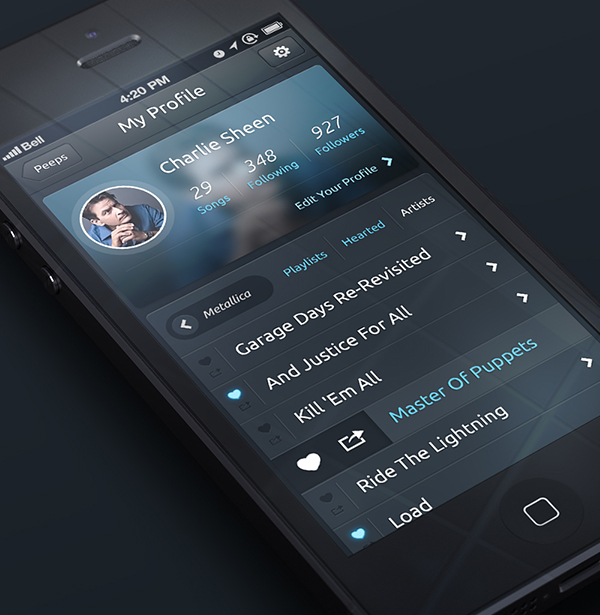 Bell
4:20 PM
Peeps
My Profile
Charlie Sheen
29
Songs
348
Following
927
Followers
Edit Your Profile
Metallica
Playlists
Hearted
Artists
Garage Days Re-Revisited
And Justice For All
Kill 'Em All
Master Of Puppets
Ride The Lightning
Load